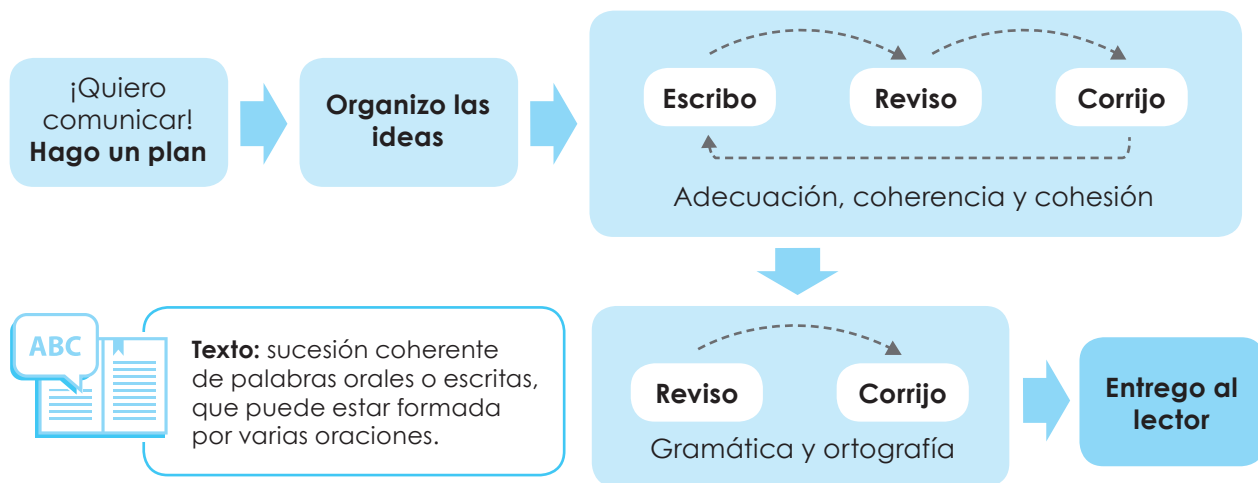 ¡Quiero
comunicar!
Hago un plan
Organizo las
ideas
Escribo
Reviso
Corrijo
Adecuación, coherencia y cohesión
ABC
Texto: sucesión coherente
de palabras orales o escritas,
que puede estar formada
por varias oraciones.
Reviso
Corrijo
Gramática y ortografía
Entrego al
lector